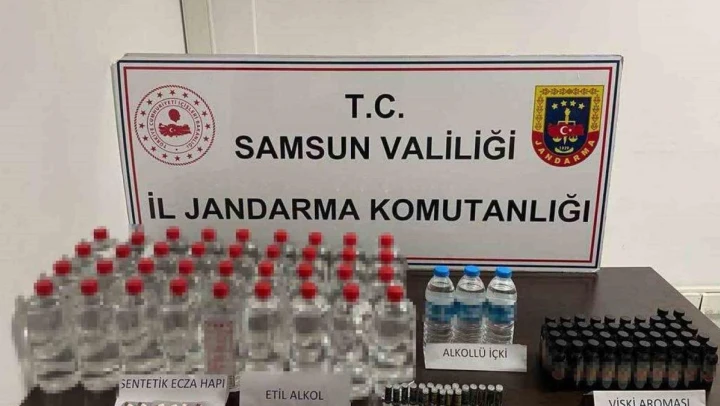 T.C.
SAMSUN VALİLİĞİ
İL JANDARMA KOMUTANLIĞI
JANDARMA
ALKOLLÜ İÇKİ
SENTETİK ECZA HAPI
ETİL ALKOL
VİSKİ AROMASI